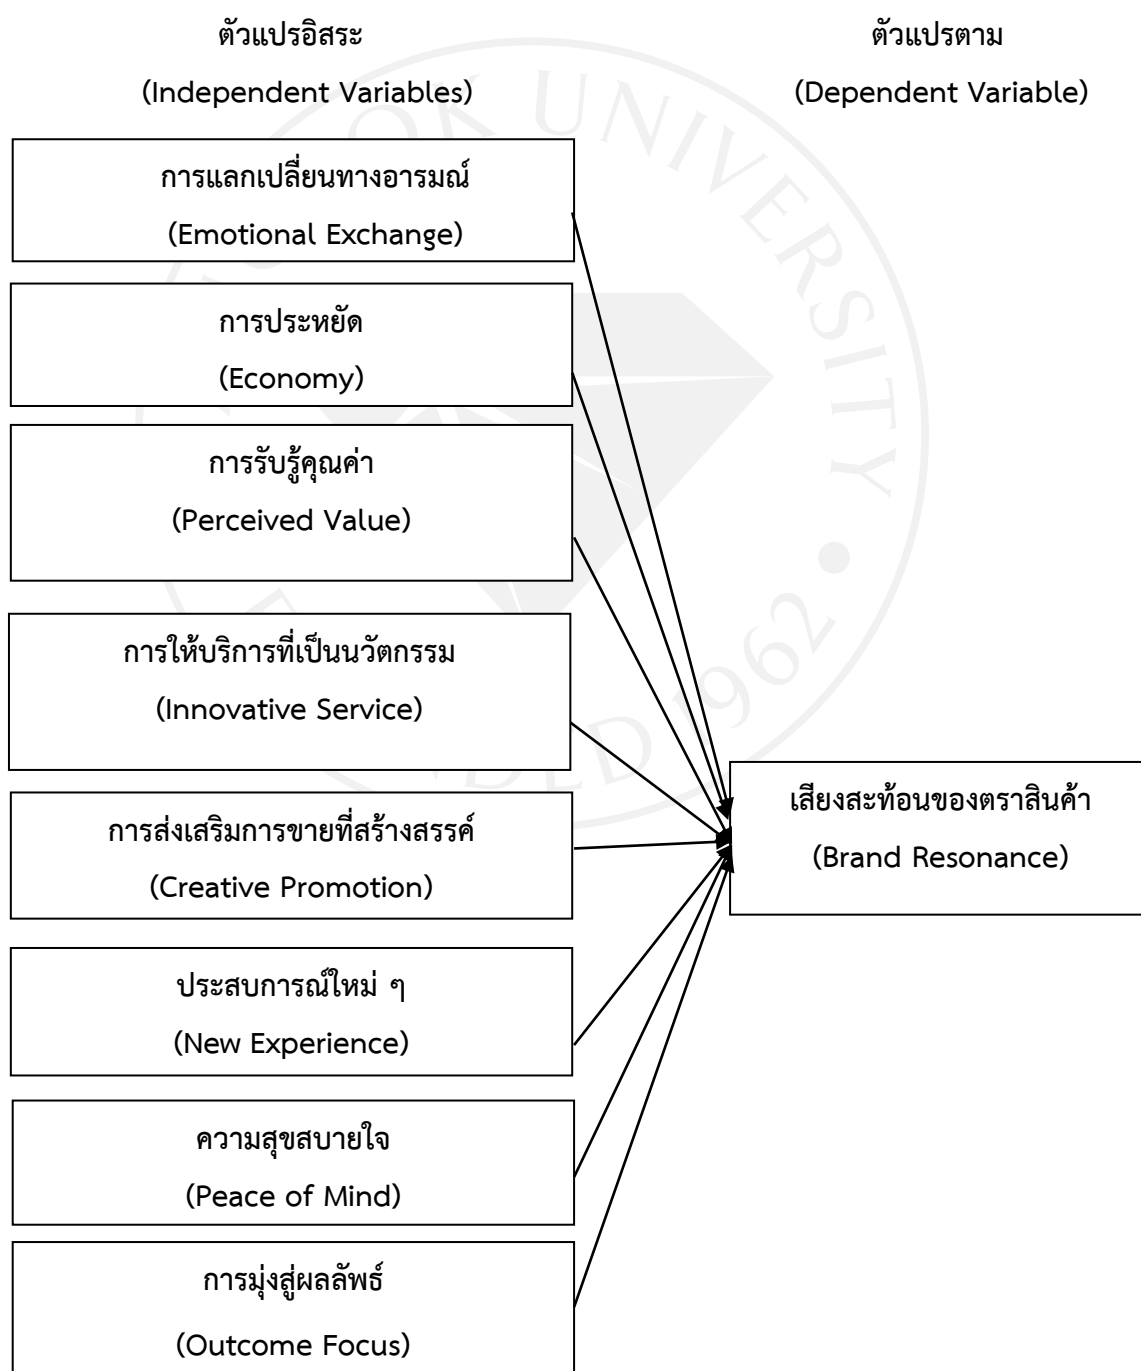 ตัวแปรอิสระ
(Independent Variables)
ตัวแปรตาม
(Dependent Variable)
การแลกเปลี่ยนทางอารมณ์
(Emotional Exchange)
การประหยัด
(Economy)
การรับรู้คุณค่า
(Perceived Value)
การให้บริการที่เป็นนวัตกรรม
(Innovative Service)
การส่งเสริมการขายที่สร้างสรรค์
(Creative Promotion)
ประสบการณ์ใหม่ ๆ
(New Experience)
ความสุขสบายใจ
(Peace of Mind)
การมุ่งสู่ผลลัพธ์
(Outcome Focus)
เสียงสะท้อนของตราสินค้า
(Brand Resonance)
UNIVERSITY
1962